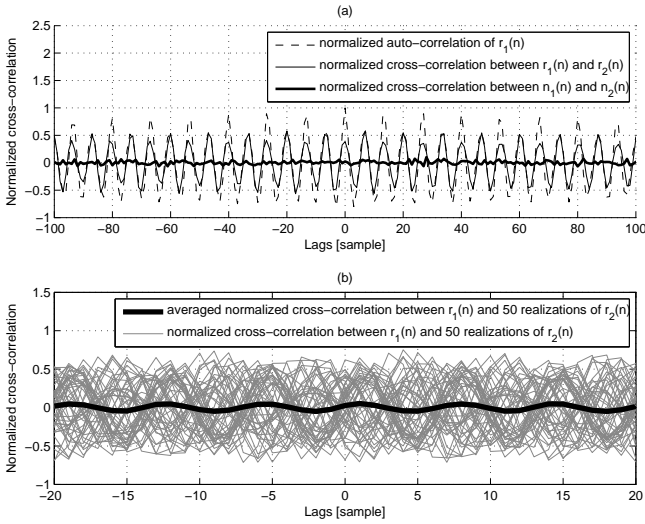 (a)
2.5
2
1.5
1
0.5
0
−0.5
−1
Normalized cross−correlation
normalized auto−correlation of r1(n)
normalized cross−correlation between r1(n) and r2(n)
normalized cross−correlation between n1(n) and n2(n)
−100 −80 −60 −40 −20 0 20 40 60 80 100
Lags [sample]
(b)
1.5
1
0.5
0
−0.5
−1
Normalized cross−correlation
averaged normalized cross−correlation between r1(n) and 50 realizations of r2(n)
normalized cross−correlation between r1(n) and 50 realizations of r2(n)
−20 −15 −10 −5 0 5 10 15 20
Lags [sample]